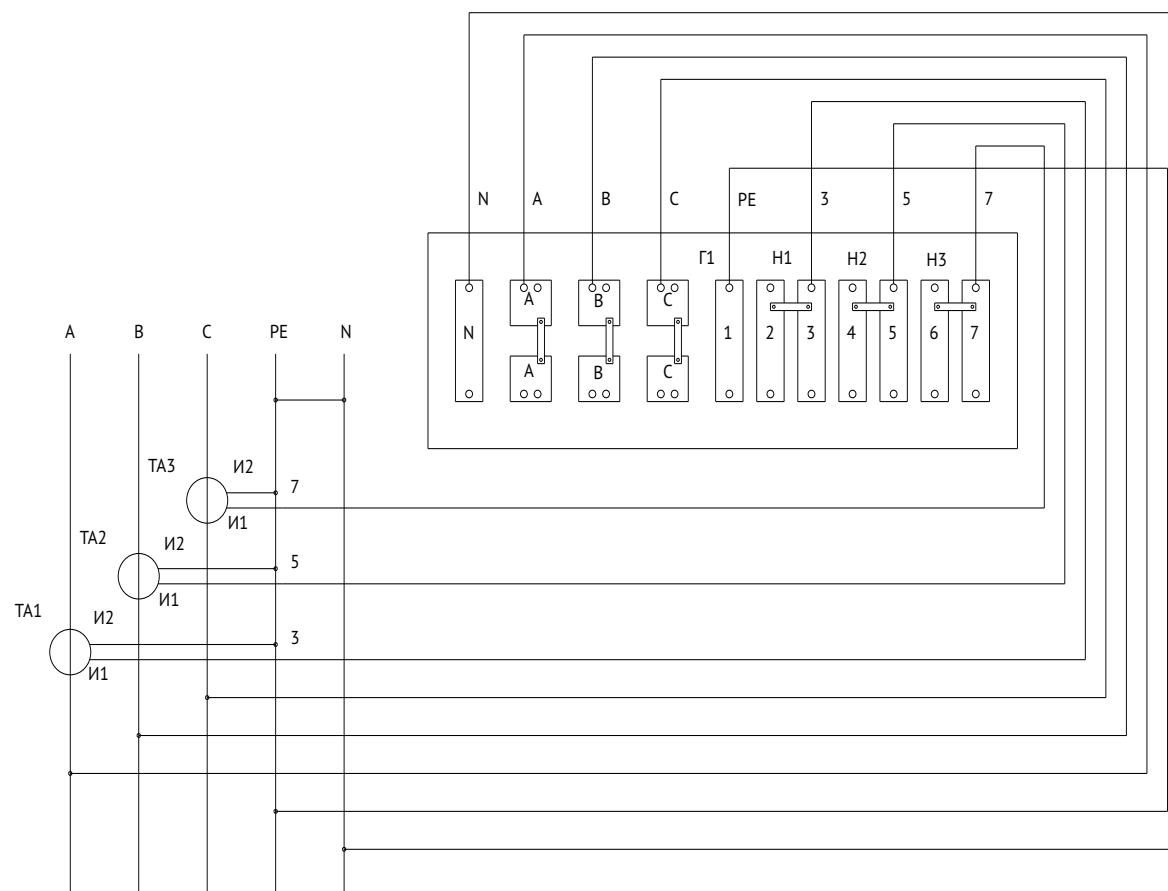 N A B C PE 3 5 7
Г1 Н1 Н2 Н3
A B C
N 1 2 3 4 5 6 7
A B C PE N
A B C
ТА3 И2 7
И1
ТА2 И2 5
И1
ТА1 И2 3
И1